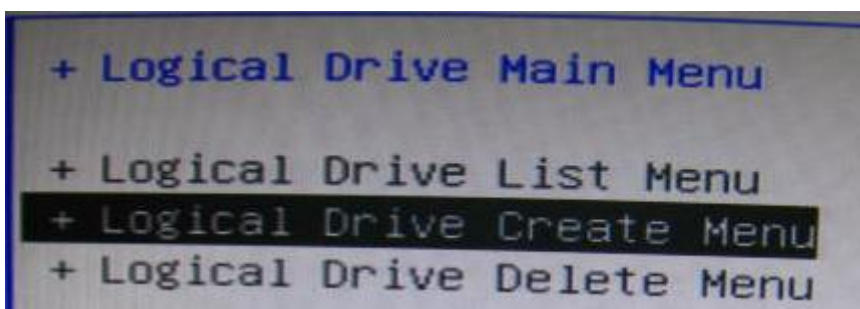 + Logical Drive Main Menu
+ Logical Drive List Menu
+ Logical Drive Create Menu
+ Logical Drive Delete Menu